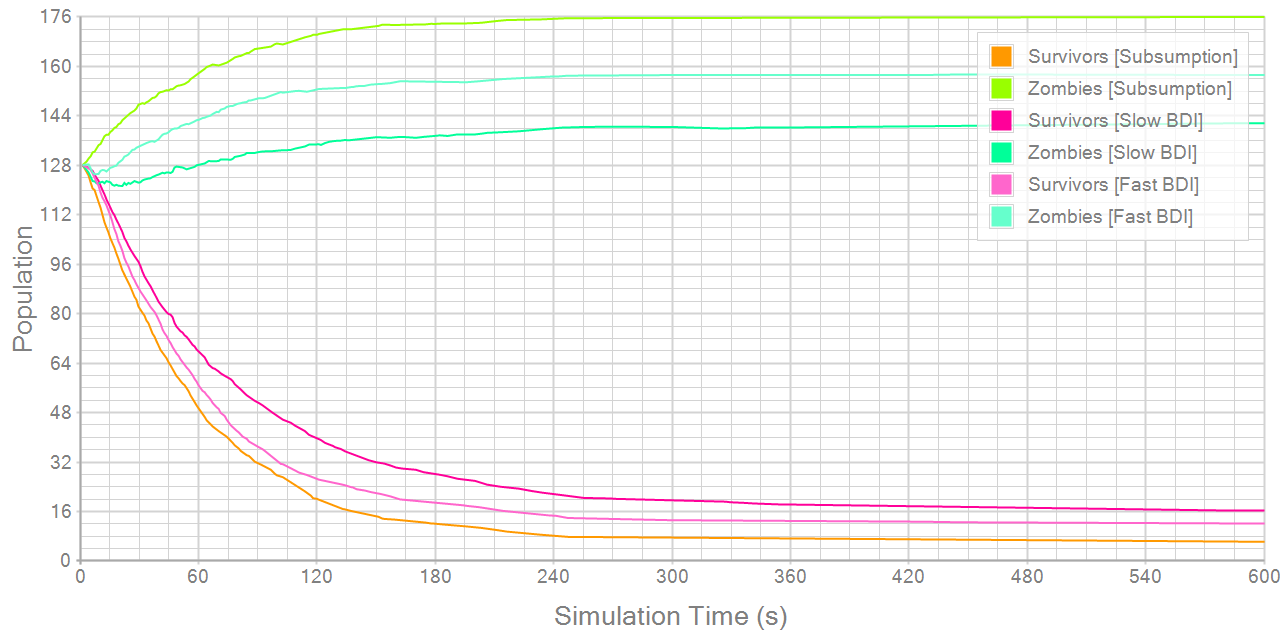 176
160
144
128
112
96
80
64
48
32
16
0
Population
Survivors [Subsumption]
Zombies [Subsumption]
Survivors [Slow BDI]
Zombies [Slow BDI]
Survivors [Fast BDI]
Zombies [Fast BDI]
0 60 120 180 240 300 360 420 480 540 600
Simulation Time (s)